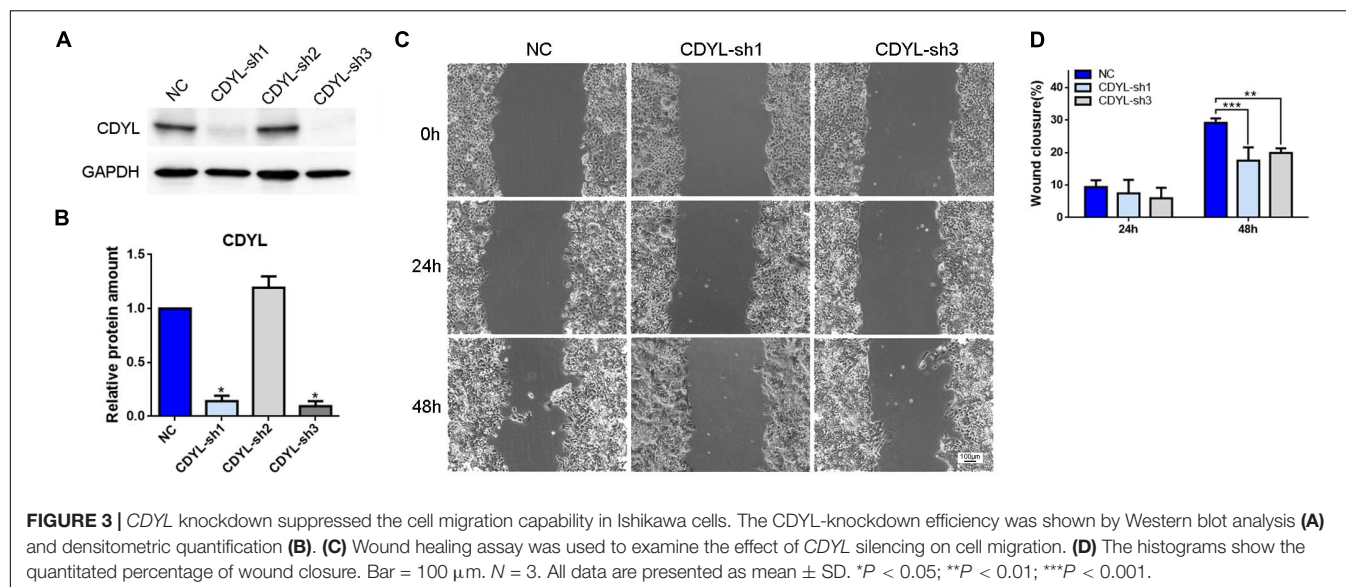 A
NC
CDYL-sh1
CDYL-sh2
CDYL-sh3
CDYL
GAPDH
B
CDYL
Relative protein amount
1.5
1.0
0.5
0.0
*
*
NC
CDYL-sh1
CDYL-sh2
CDYL-sh3
C
NC CDYL-sh1 CDYL-sh3
0h
24h
48h
100μm
D
NC
CDYL-sh1
CDYL-sh3
Wound clousure(%)
40
30
20
10
0
***
**
24h 48h
FIGURE 3 | CDYL knockdown suppressed the cell migration capability in Ishikawa cells. The CDYL-knockdown efficiency was shown by Western blot analysis (A)
and densitometric quantification (B). (C) Wound healing assay was used to examine the effect of CDYL silencing on cell migration. (D) The histograms show the
quantitated percentage of wound closure. Bar = 100 μm. N = 3. All data are presented as mean ± SD. *P < 0.05; **P < 0.01; ***P < 0.001.